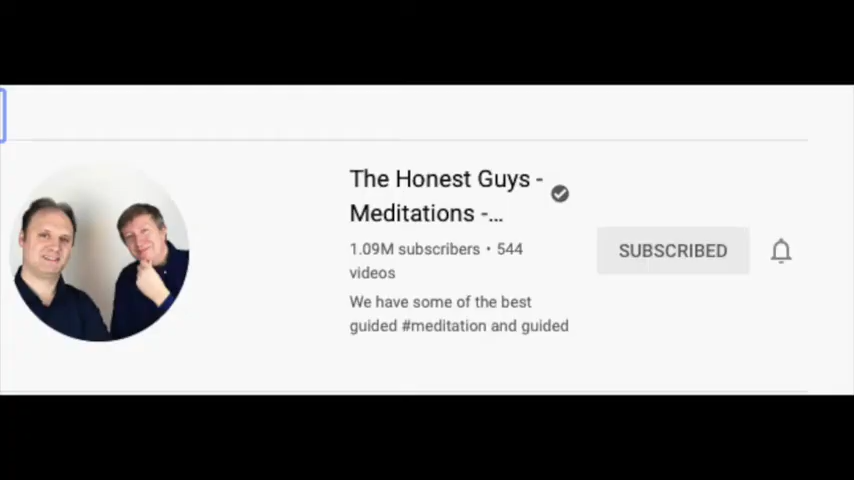 The Honest Guys -
Meditations -...
1.09M subscribers • 544
videos
We have some of the best
guided #meditation and guided
SUBSCRIBED